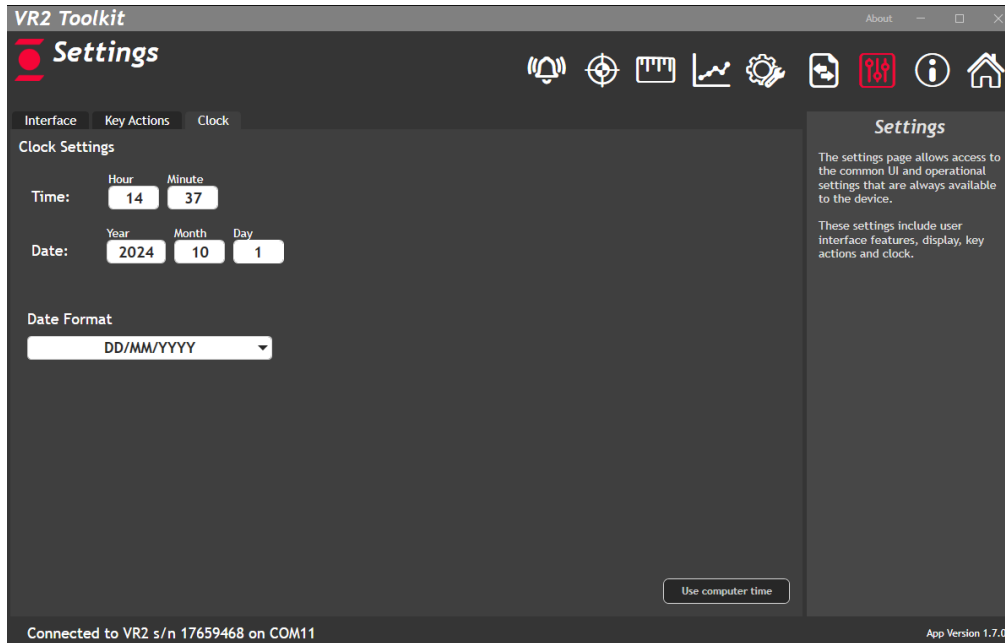 VR2 Toolkit
About
Settings
Interface Key Actions Clock
Clock Settings
Hour Minute
Time: 14 37
Year Month Day
Date: 2024 10 1
Date Format
DD/MM/YYYY
Use computer time
Settings
The settings page allows access to
the common UI and operational
settings that are always available
to the device.
These settings include user
interface features, display, key
actions and clock.
Connected to VR2 s/n 17659468 on COM11
App Version 1.7.0